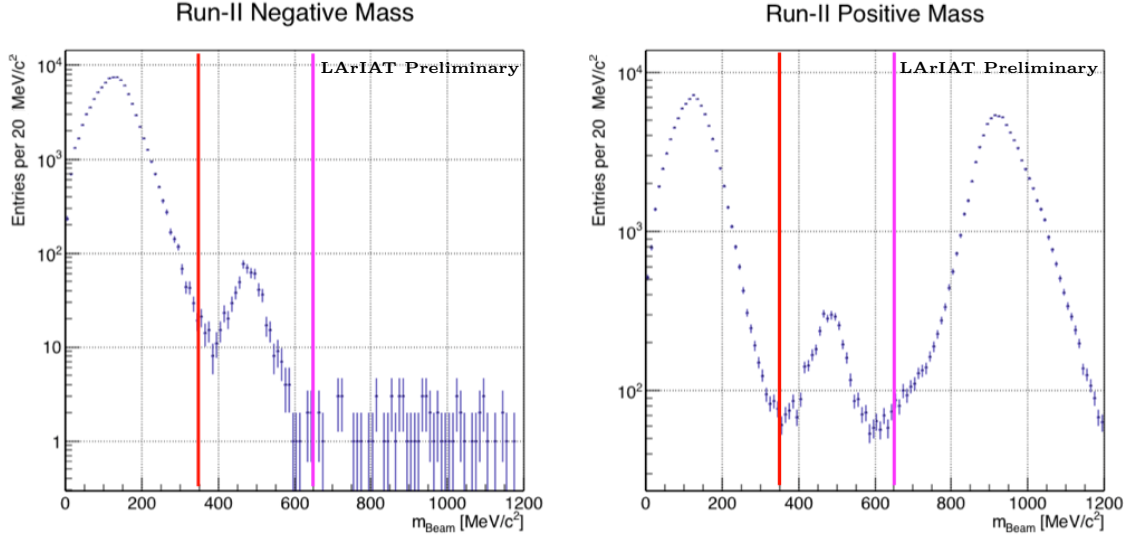 Run-II Negative Mass
Entries per 20 MeV/c²
10⁴
10³
10²
10
1
LArIAT Preliminary
0
200
400
600
800
1000
1200
m_Beam [MeV/c²]
Run-II Positive Mass
Entries per 20 MeV/c²
10⁴
10³
10²
LArIAT Preliminary
0
200
400
600
800
1000
1200
m_Beam [MeV/c²]